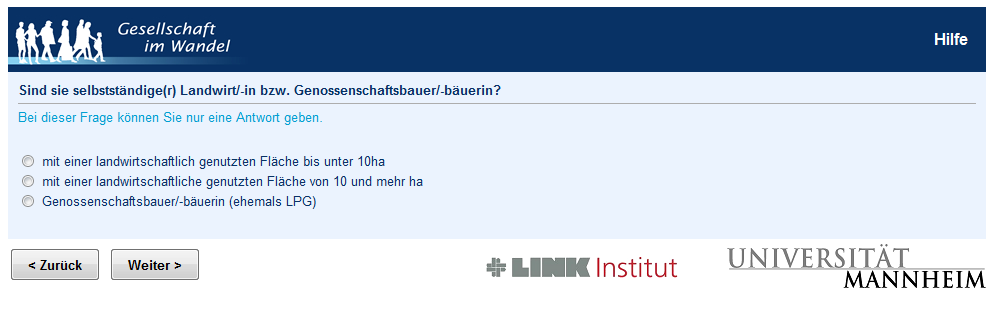 Gesellschaft
im Wandel
Hilfe
Sind sie selbstständige(r) Landwirt/-in bzw. Genossenschaftsbauer/-bäuerin?
Bei dieser Frage können Sie nur eine Antwort geben.
mit einer landwirtschaftlich genutzten Fläche bis unter 10ha
mit einer landwirtschaftliche genutzten Fläche von 10 und mehr ha
Genossenschaftsbauer/-bäuerin (ehemals LPG)
< Zurück
Weiter >
LINK Institut
UNIVERSITÄT
MANNHEIM